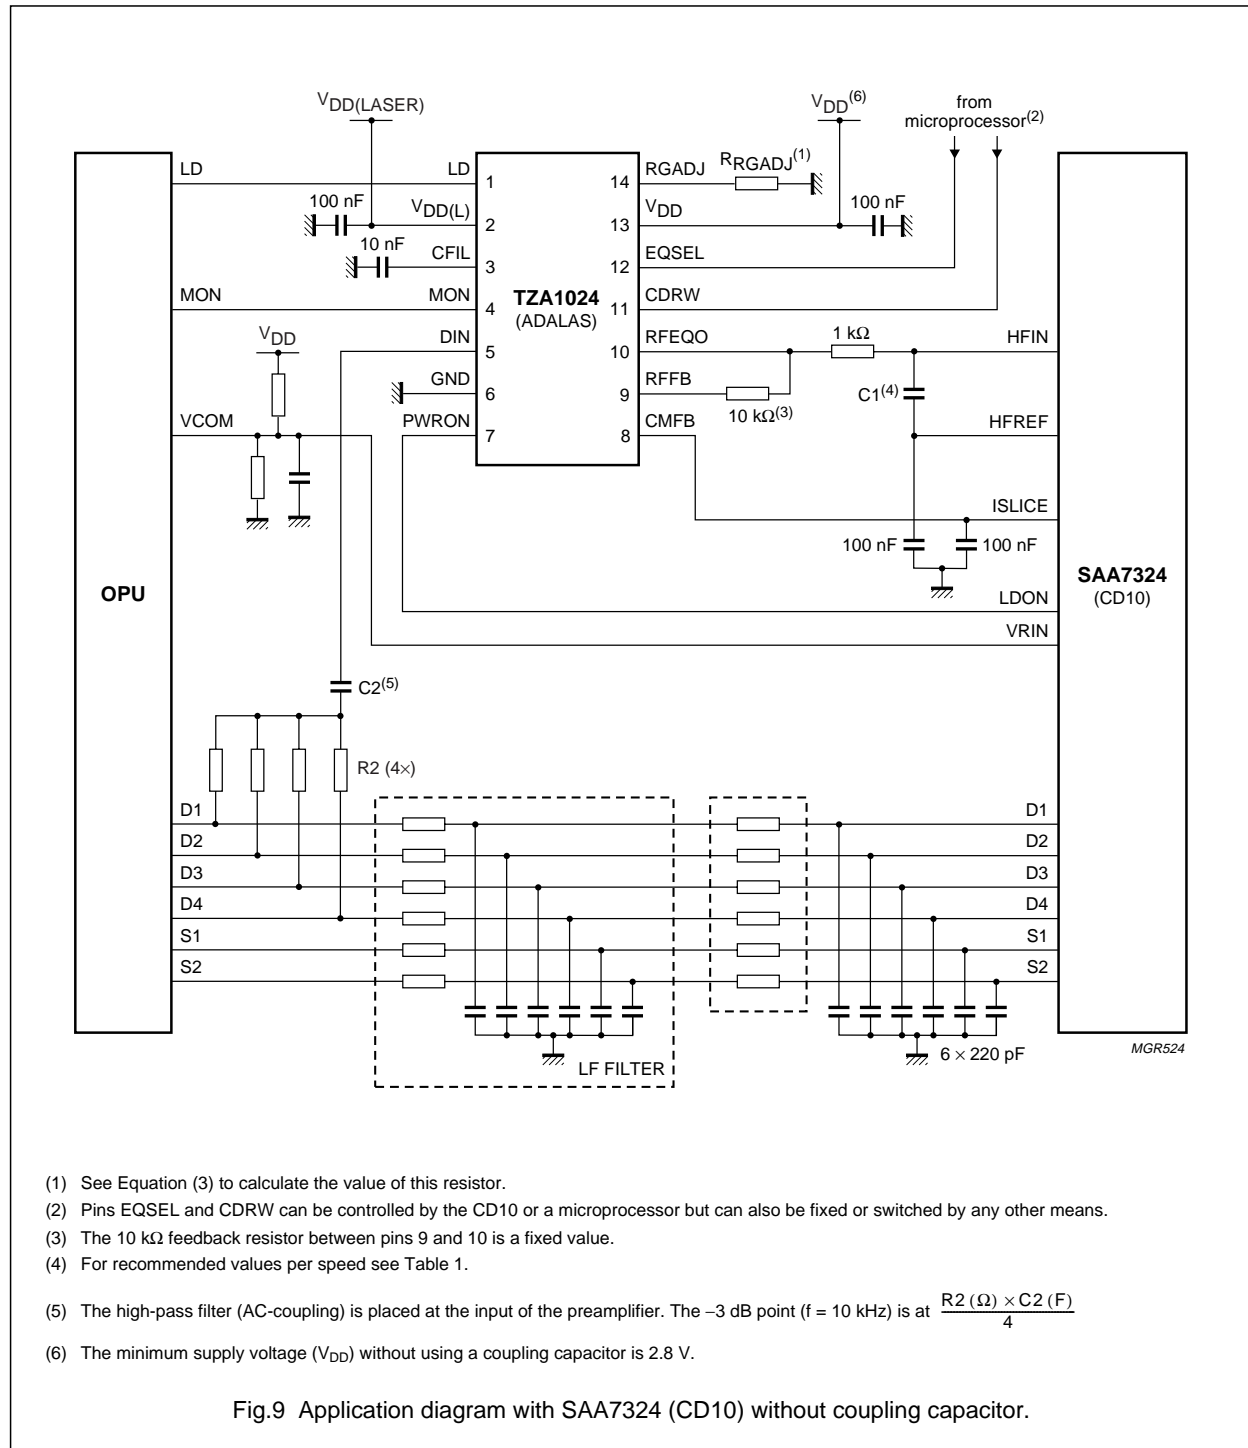 VDD(LASER)
VDD(6)
from
microprocessor(2)
LD
LD
1
14
RGADJ
RRGADJ(1)
100 nF
VDD(L)
2
13
VDD
100 nF
10 nF
CFIL
3
12
EQSEL
MON
MON
4
TZA1024
(ADALAS)
11
CDRW
VDD
DIN
5
10
RFEQO
1 kΩ
HFIN
GND
6
9
RFFB
10 kΩ(3)
C1(4)
VCOM
PWRON
7
8
CMFB
HFREF
ISLICE
100 nF
100 nF
OPU
SAA7324
(CD10)
LDON
VRIN
C2(5)
R2 (4×)
D1
D1
D2
D2
D3
D3
D4
D4
S1
S1
S2
S2
LF FILTER
6 × 220 pF
MGR524
(1) See Equation (3) to calculate the value of this resistor.
(2) Pins EQSEL and CDRW can be controlled by the CD10 or a microprocessor but can also be fixed or switched by any other means.
(3) The 10 kΩ feedback resistor between pins 9 and 10 is a fixed value.
(4) For recommended values per speed see Table 1.
(5) The high-pass filter (AC-coupling) is placed at the input of the preamplifier. The −3 dB point (f = 10 kHz) is at R2 (Ω) × C2 (F) / 4
(6) The minimum supply voltage (VDD) without using a coupling capacitor is 2.8 V.
Fig.9 Application diagram with SAA7324 (CD10) without coupling capacitor.